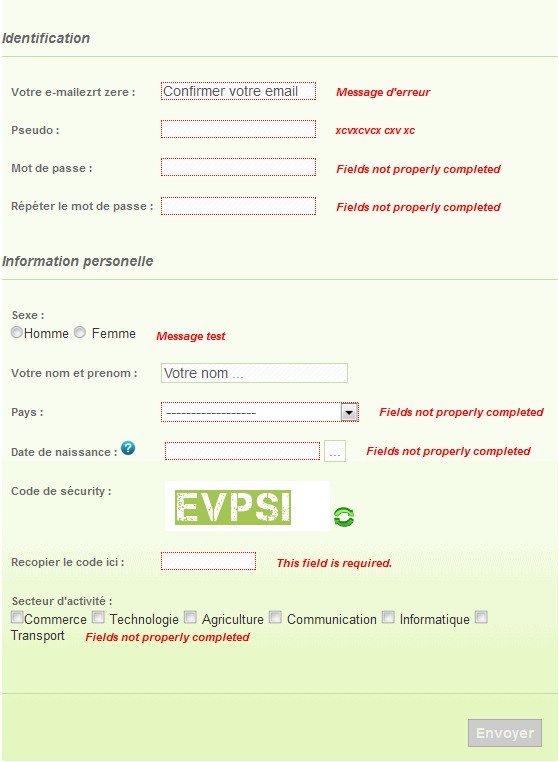 Identification
Votre e-mailezrt zere : Confirmer votre email Message d'erreur
Pseudo : xcvxcvcx cxv xc
Mot de passe : Fields not properly completed
Répéter le mot de passe : Fields not properly completed
Information personelle
Sexe :
Homme Femme Message test
Votre nom et prenom : Votre nom ...
Pays : ------------------ Fields not properly completed
Date de naissance : ? ... Fields not properly completed
Code de sécurity : EVPSI
Recopier le code ici : This field is required.
Secteur d'activité :
Commerce Technologie Agriculture Communication Informatique
Transport Fields not properly completed
Envoyer